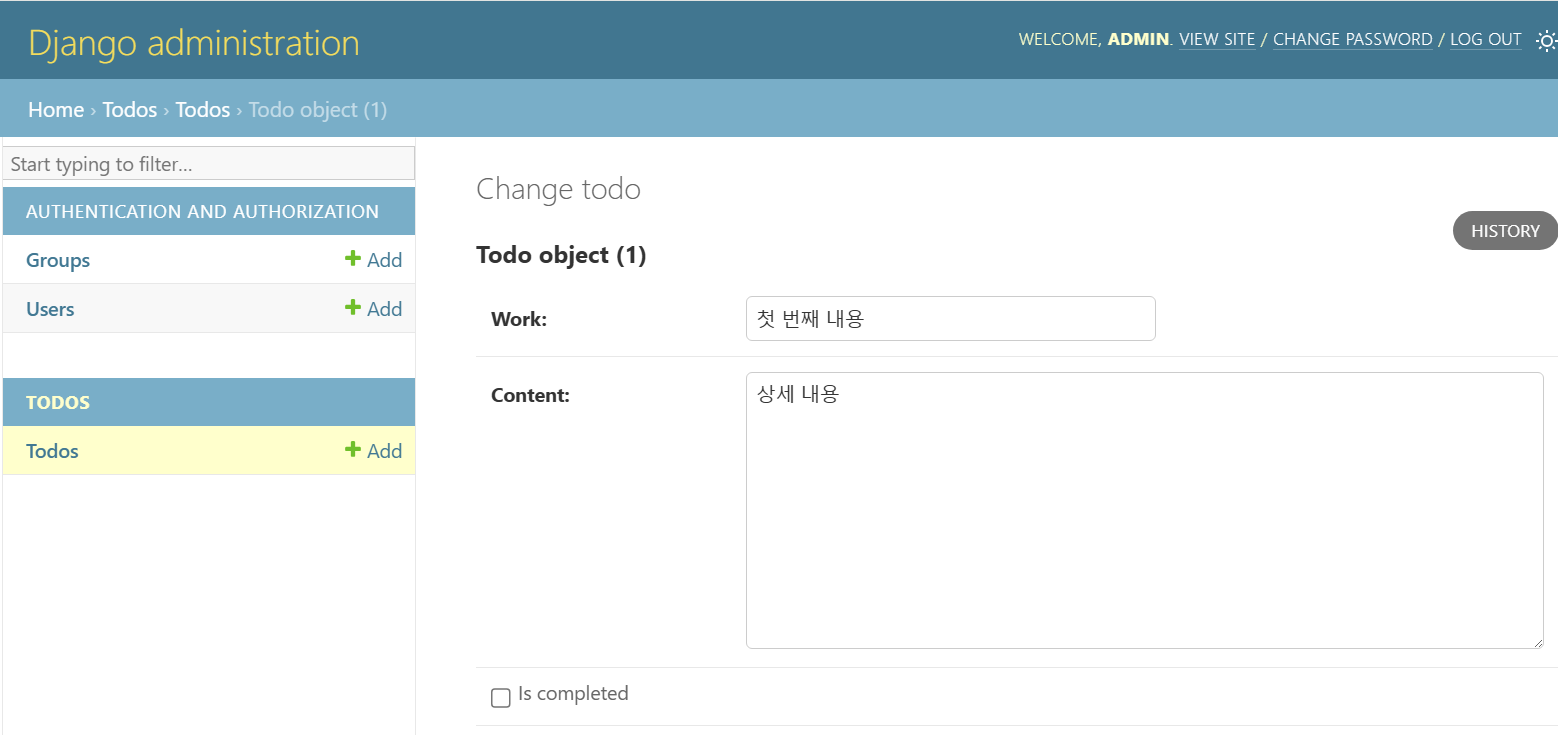 Django administration
WELCOME, ADMIN. VIEW SITE / CHANGE PASSWORD / LOG OUT
Home › Todos › Todos › Todo object (1)
Start typing to filter...
AUTHENTICATION AND AUTHORIZATION
Groups + Add
Users + Add
TODOS
Todos + Add
Change todo
HISTORY
Todo object (1)
Work: 첫 번째 내용
Content: 상세 내용
Is completed